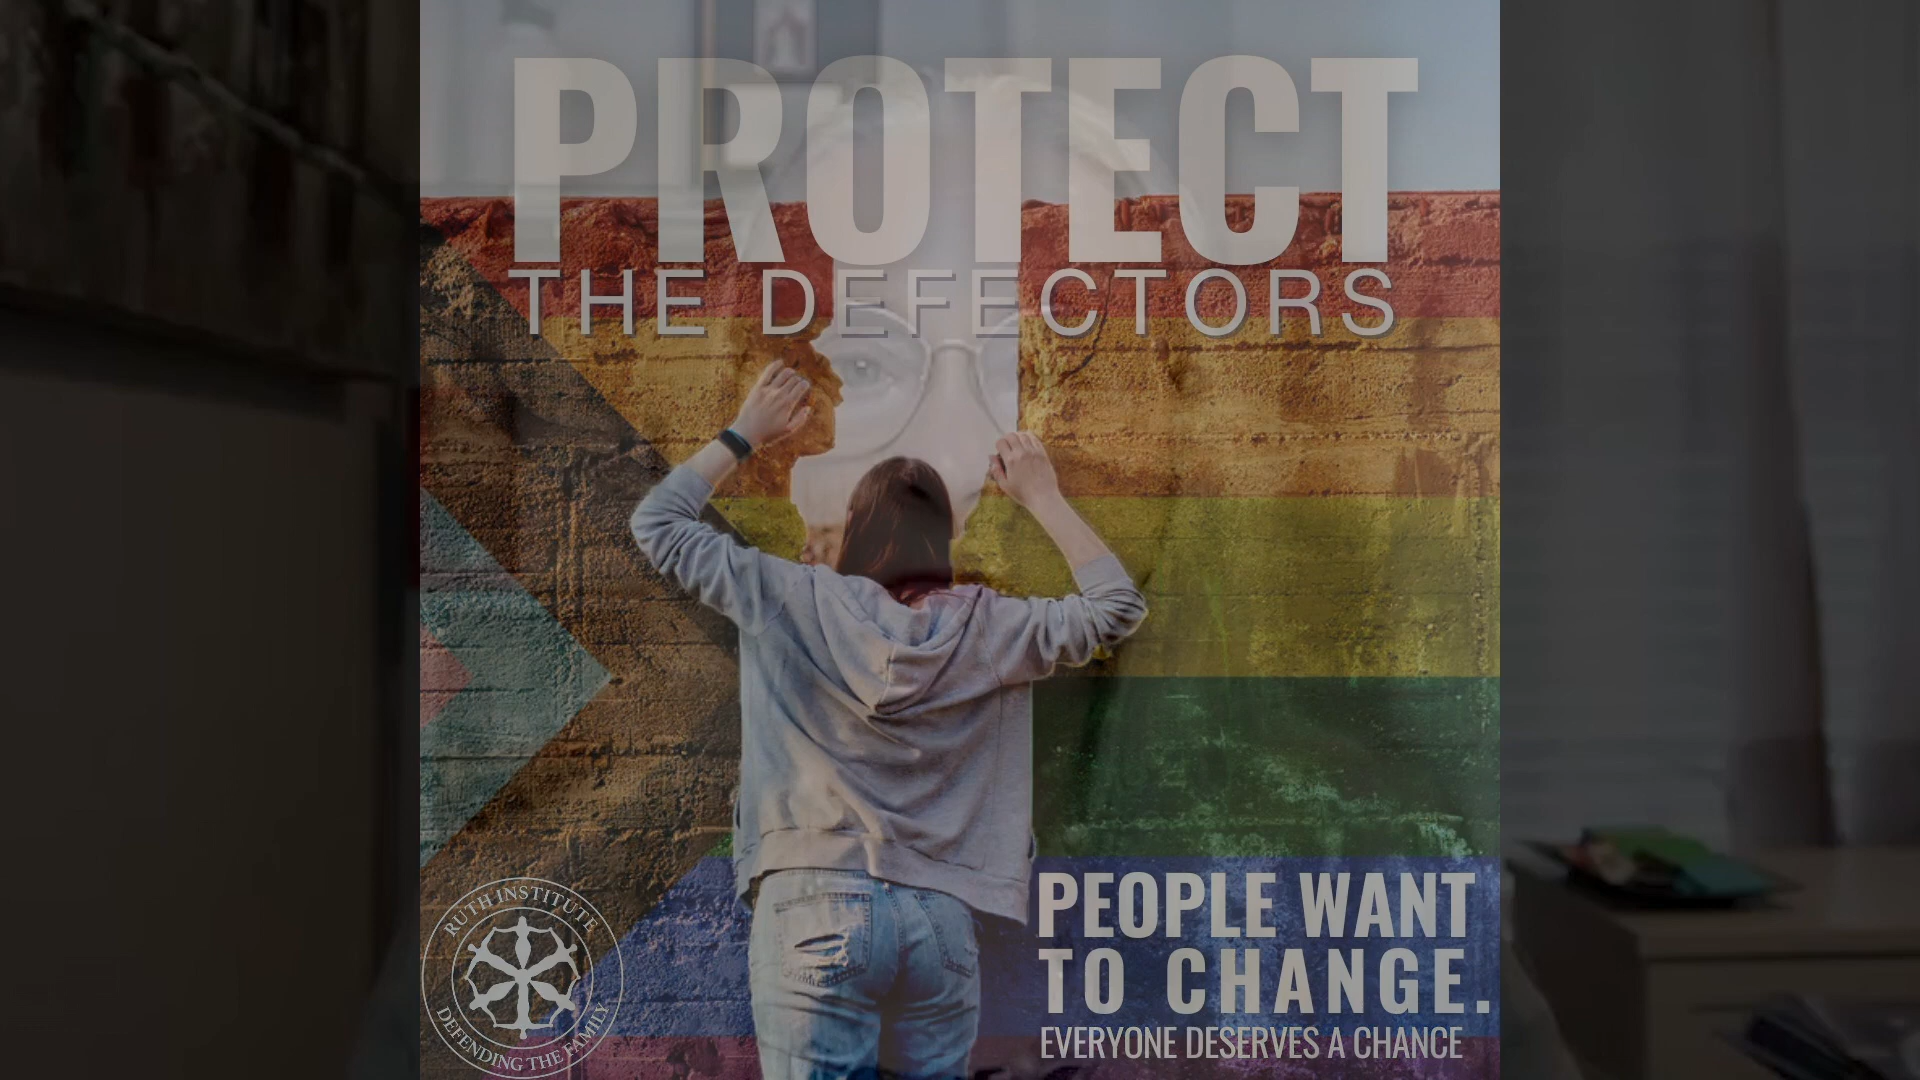 PROTECT
THE DEFECTORS
PEOPLE WANT
TO CHANGE.
EVERYONE DESERVES A CHANCE
RUTH INSTITUTE
DEFENDING THE FAMILY